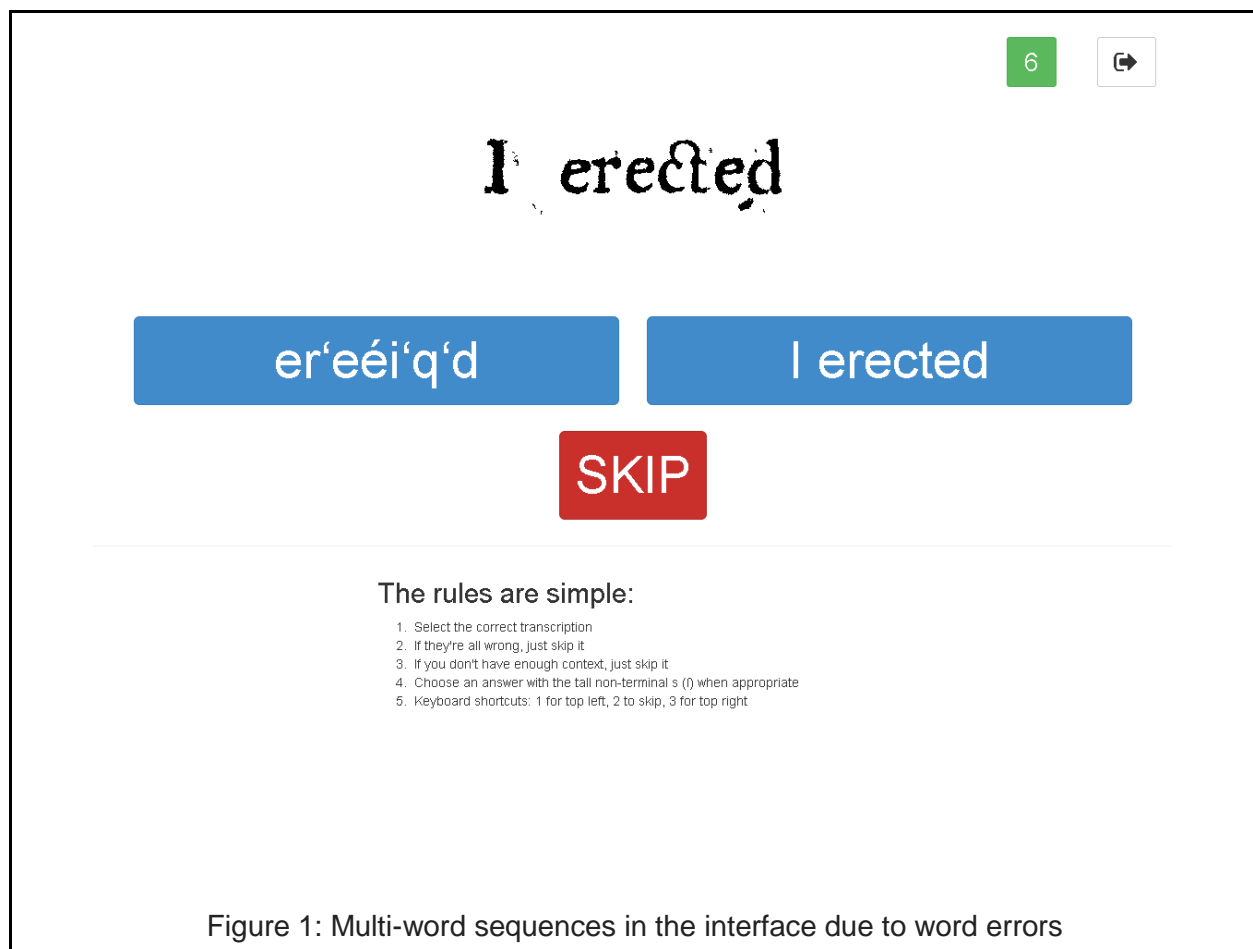 6
I erected
er‘eéi‘q‘d
I erected
SKIP
The rules are simple:
1. Select the correct transcription
2. If they're all wrong, just skip it
3. If you don't have enough context, just skip it
4. Choose an answer with the tall non-terminal s (ſ) when appropriate
5. Keyboard shortcuts: 1 for top left, 2 to skip, 3 for top right
Figure 1: Multi-word sequences in the interface due to word errors